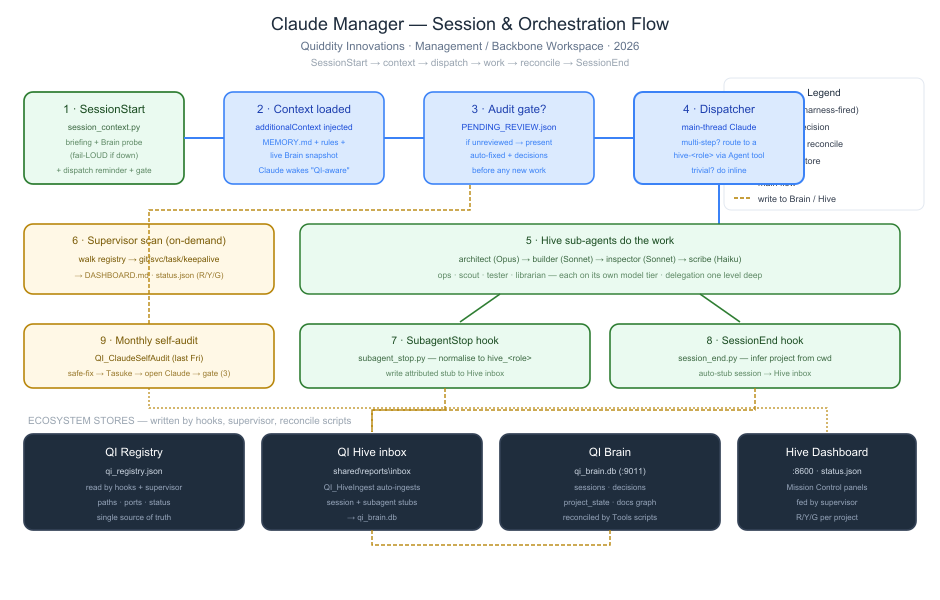 Claude Manager — Session & Orchestration Flow
Quiddity Innovations · Management / Backbone Workspace · 2026
SessionStart → context → dispatch → work → reconcile → SessionEnd
1 · SessionStart
session_context.py
briefing + Brain probe
(fail-LOUD if down)
+ dispatch reminder + gate
2 · Context loaded
additionalContext injected
MEMORY.md + rules +
live Brain snapshot
Claude wakes "QI-aware"
3 · Audit gate?
PENDING_REVIEW.json
if unreviewed → present
auto-fixed + decisions
before any new work
4 · Dispatcher
main-thread Claude
multi-step? route to a
hive-<role> via Agent tool
trivial? do inline
Legend
harness-fired)
reconcile
write to Brain / Hive
6 · Supervisor scan (on-demand)
walk registry → git/svc/task/keepalive
→ DASHBOARD.md · status.json (R/Y/G)
5 · Hive sub-agents do the work
architect (Opus) → builder (Sonnet) → inspector (Sonnet) → scribe (Haiku)
ops · scout · tester · librarian — each on its own model tier · delegation one level deep
9 · Monthly self-audit
QI_ClaudeSelfAudit (last Fri)
safe-fix → Tasuke → open Claude → gate (3)
7 · SubagentStop hook
subagent_stop.py — normalise to hive_<role>
write attributed stub to Hive inbox
8 · SessionEnd hook
session_end.py — infer project from cwd
auto-stub session → Hive inbox
ECOSYSTEM STORES — written by hooks, supervisor, reconcile scripts
QI Registry
qi_registry.json
read by hooks + supervisor
paths · ports · status
single source of truth
QI Hive inbox
shared\reports\inbox
QI_HiveIngest auto-ingests
session + subagent stubs
→ qi_brain.db
QI Brain
qi_brain.db (:9011)
sessions · decisions
project_state · docs graph
reconciled by Tools scripts
Hive Dashboard
:8600 · status.json
Mission Control panels
fed by supervisor
R/Y/G per project